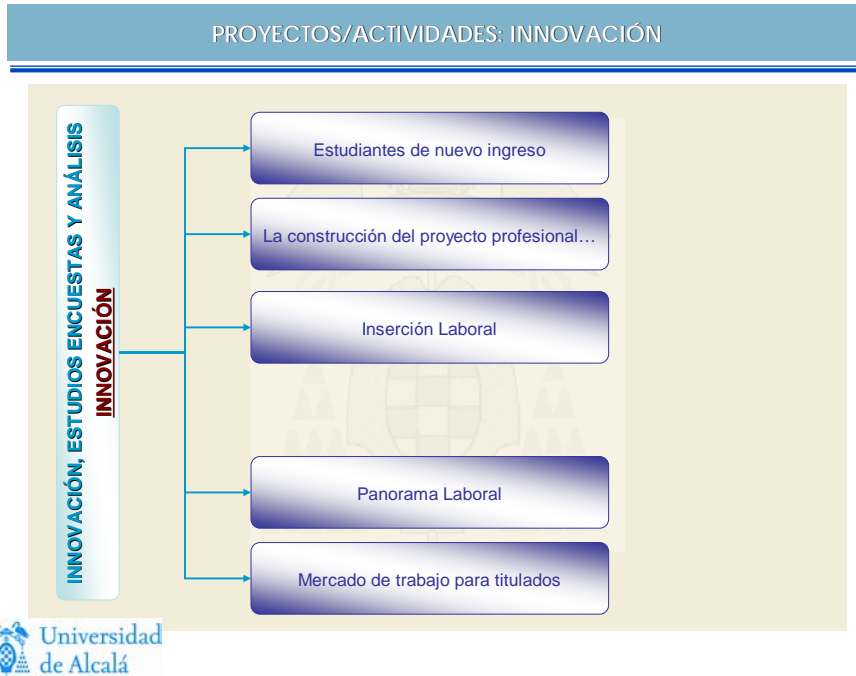 PROYECTOS/ACTIVIDADES: INNOVACIÓN
INNOVACIÓN, ESTUDIOS ENCUESTAS Y ANÁLISIS
INNOVACIÓN
Estudiantes de nuevo ingreso
La construcción del proyecto profesional…
Inserción Laboral
Panorama Laboral
Mercado de trabajo para titulados
Universidad
de Alcalá